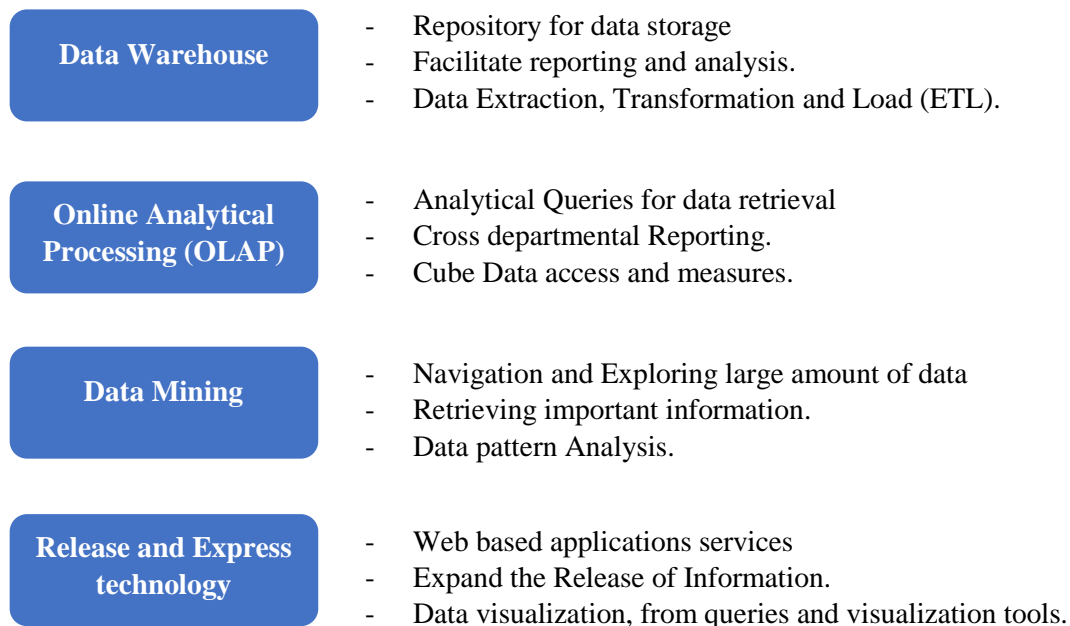 Data Warehouse
- Repository for data storage
- Facilitate reporting and analysis.
- Data Extraction, Transformation and Load (ETL).
Online Analytical
Processing (OLAP)
- Analytical Queries for data retrieval
- Cross departmental Reporting.
- Cube Data access and measures.
Data Mining
- Navigation and Exploring large amount of data
- Retrieving important information.
- Data pattern Analysis.
Release and Express
technology
- Web based applications services
- Expand the Release of Information.
- Data visualization, from queries and visualization tools.